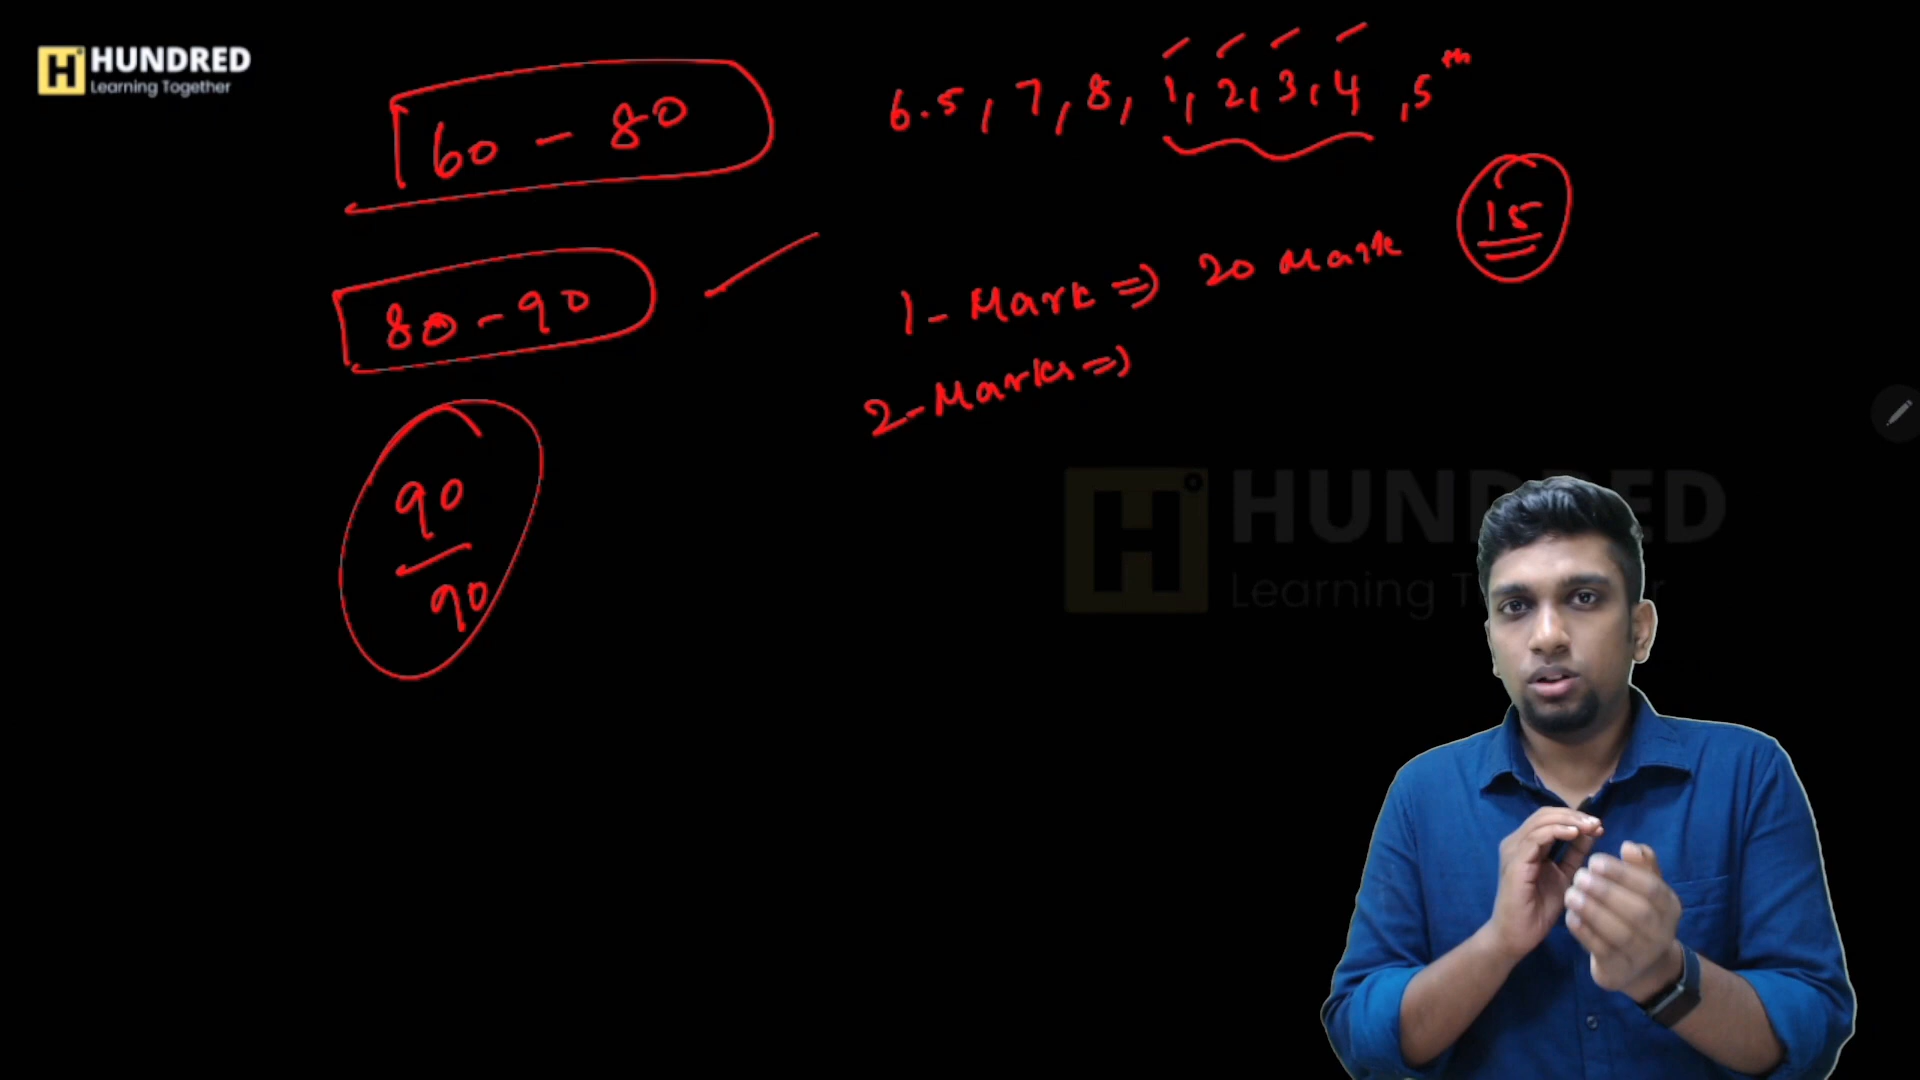 HUNDRED
Learning Together
60 - 80
6.5, 7, 8, 1, 2, 3, 4, 5th
15
80 - 90
1 - Mark => 20 Mark
2 - Marks =>
90
90
HUNDRED
Learning T r